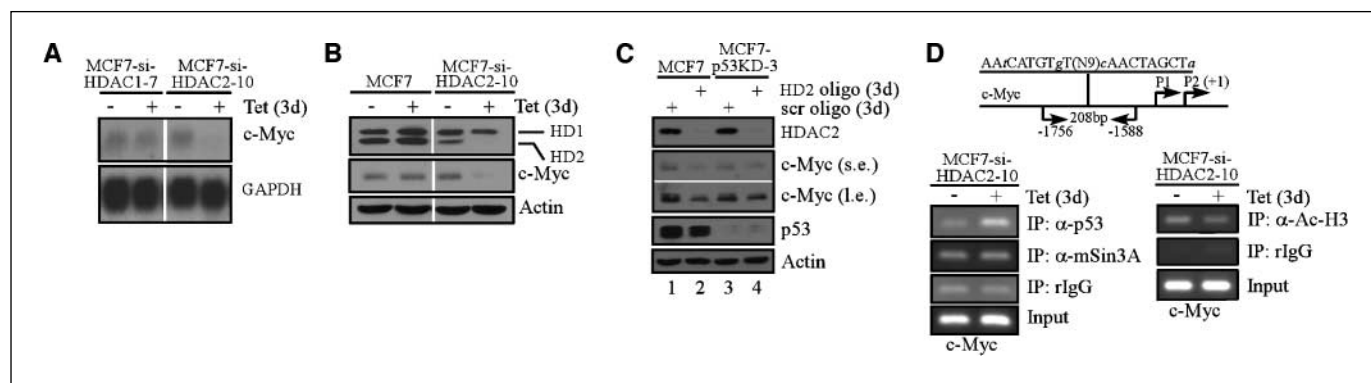 A
MCF7-si-
HDAC1-7
MCF7-si-
HDAC2-10
- + - + Tet (3d)
c-Myc
GAPDH
B
MCF7
MCF7-si-
HDAC2-10
- + - + Tet (3d)
HD1
HD2
c-Myc
Actin
C
MCF7
MCF7-
p53KD-3
+ + HD2 oligo (3d)
+ + scr oligo (3d)
HDAC2
c-Myc (s.e.)
c-Myc (l.e.)
p53
Actin
1 2 3 4
D
AAtCATGTgT(N9)cAACTAGCTa
c-Myc
P1 P2 (+1)
208bp
-1756 -1588
MCF7-si-
HDAC2-10
- + Tet (3d)
IP: α-p53
IP: α-mSin3A
IP: rIgG
Input
c-Myc
MCF7-si-
HDAC2-10
- + Tet (3d)
IP: α-Ac-H3
IP: rIgG
Input
c-Myc